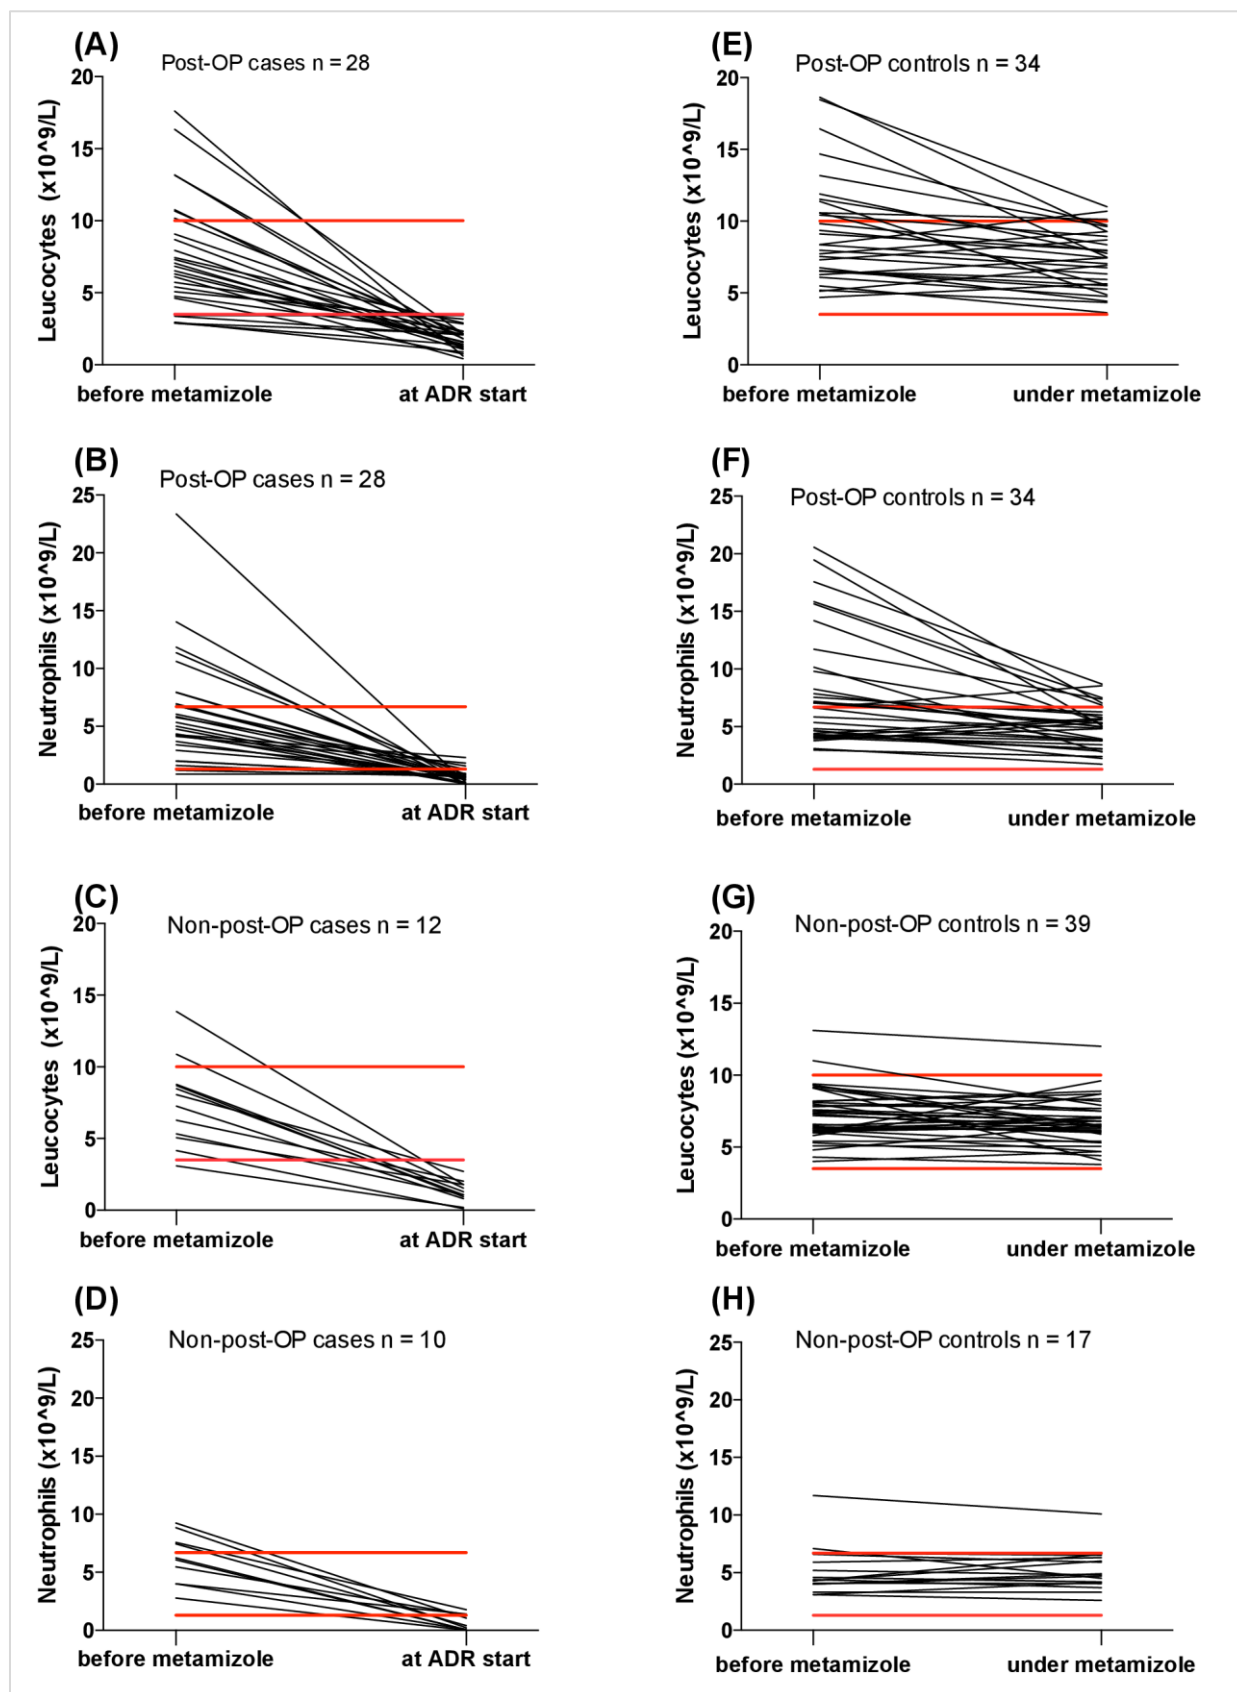 (A)
Post-OP cases n = 28
Leucocytes (x10^9/L)
20
15
10
5
0
before metamizole
at ADR start
(E)
Post-OP controls n = 34
Leucocytes (x10^9/L)
20
15
10
5
0
before metamizole
under metamizole
(B)
Post-OP cases n = 28
Neutrophils (x10^9/L)
25
20
15
10
5
0
before metamizole
at ADR start
(F)
Post-OP controls n = 34
Neutrophils (x10^9/L)
25
20
15
10
5
0
before metamizole
under metamizole
(C)
Non-post-OP cases n = 12
Leucocytes (x10^9/L)
20
15
10
5
0
before metamizole
at ADR start
(G)
Non-post-OP controls n = 39
Leucocytes (x10^9/L)
20
15
10
5
0
before metamizole
under metamizole
(D)
Non-post-OP cases n = 10
Neutrophils (x10^9/L)
25
20
15
10
5
0
before metamizole
at ADR start
(H)
Non-post-OP controls n = 17
Neutrophils (x10^9/L)
25
20
15
10
5
0
before metamizole
under metamizole